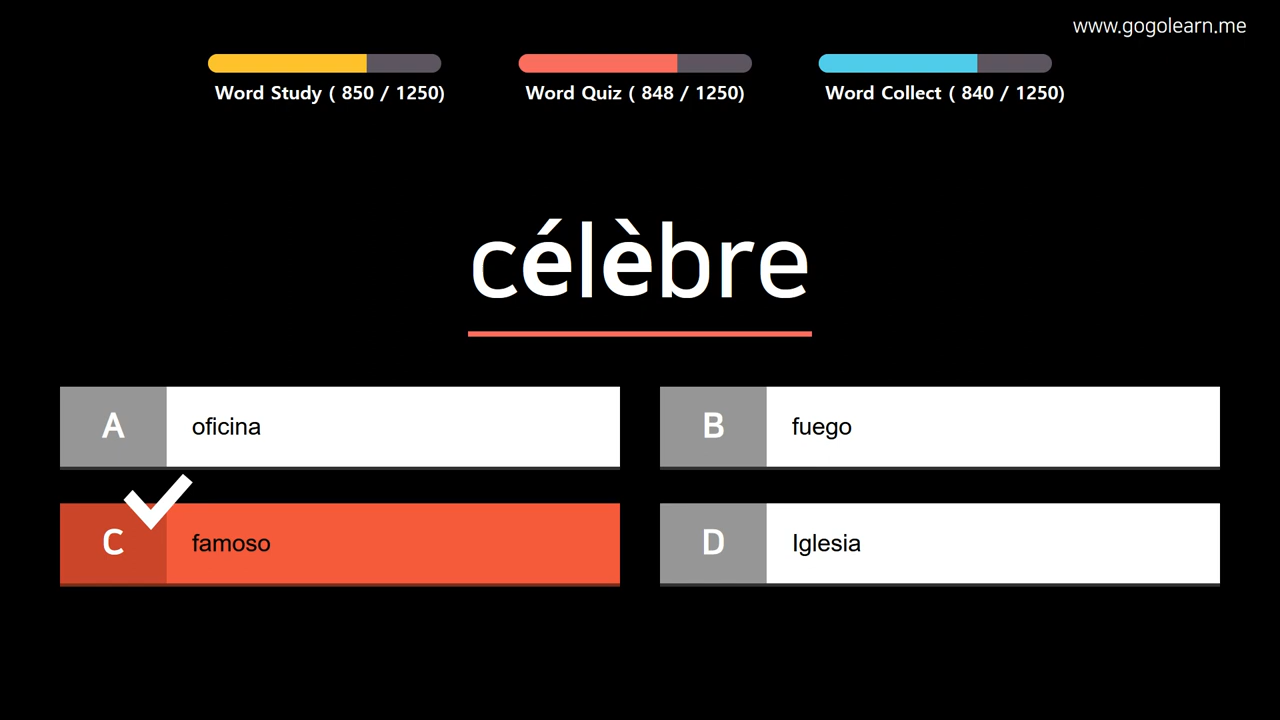 www.gogolearn.me
Word Study ( 850 / 1250)
Word Quiz ( 848 / 1250)
Word Collect ( 840 / 1250)
célèbre
A oficina
B fuego
C famoso
D Iglesia